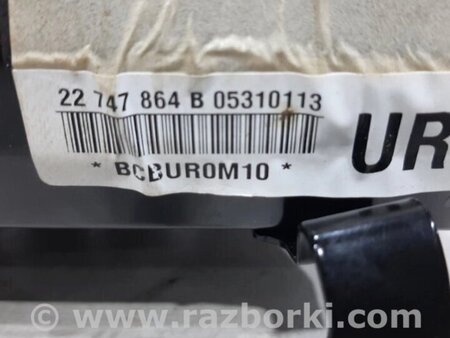 22 747 864 B 05310113
* BCBUR0M10 *
UR
© www.razborki.com